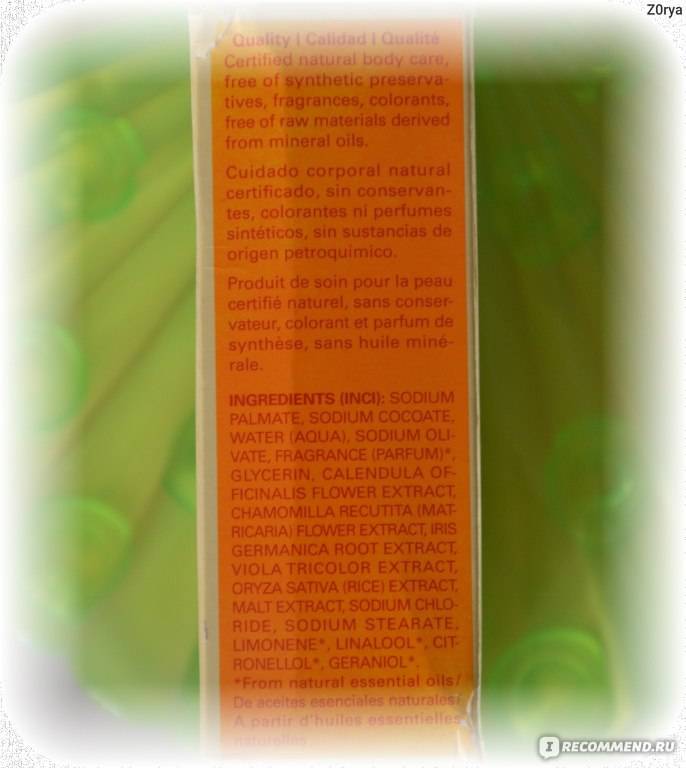 Z0rya
Quality | Calidad | Qualité
Certified natural body care,
free of synthetic preserva-
tives, fragrances, colorants,
free of raw materials derived
from mineral oils.
Cuidado corporal natural
certificado, sin conservan-
tes, colorantes ni perfumes
sintéticos, sin sustancias de
origen petroquímico.
Produit de soin pour la peau
certifié naturel, sans conser-
vateur, colorant et parfum de
synthèse, sans huile miné-
rale.
INGREDIENTS (INCI): SODIUM
PALMATE, SODIUM COCOATE,
WATER (AQUA), SODIUM OLI-
VATE, FRAGRANCE (PARFUM)*,
GLYCERIN, CALENDULA OF-
FICINALIS FLOWER EXTRACT,
CHAMOMILLA RECUTITA (MAT-
RICARIA) FLOWER EXTRACT, IRIS
GERMANICA ROOT EXTRACT,
VIOLA TRICOLOR EXTRACT,
ORYZA SATIVA (RICE) EXTRACT,
MALT EXTRACT, SODIUM CHLO-
RIDE, SODIUM STEARATE,
LIMONENE*, LINALOOL*, CIT-
RONELLOL*, GERANIOL*.
*From natural essential oils/
De aceites esenciales naturales/
A partir d'huiles essentielles
naturelles
IRECOMMEND.RU